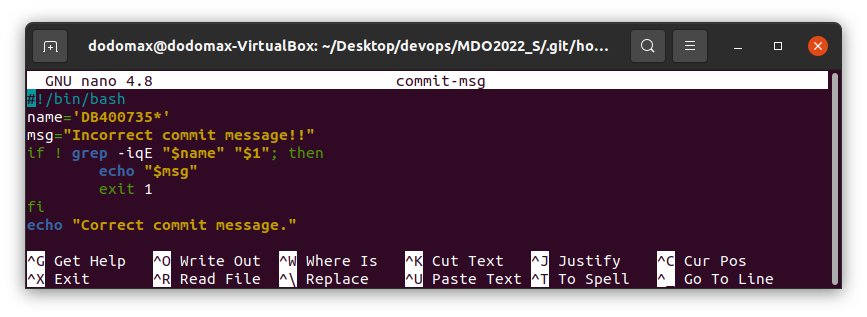 dodomax@dodomax-VirtualBox: ~/Desktop/devops/MDO2022_S/.git/ho...
GNU nano 4.8 commit-msg
#!/bin/bash
name='DB400735*'
msg="Incorrect commit message!!"
if ! grep -iqE "$name" "$1"; then
        echo "$msg"
        exit 1
fi
echo "Correct commit message."
^G Get Help ^O Write Out ^W Where Is ^K Cut Text ^J Justify ^C Cur Pos
^X Exit ^R Read File ^\ Replace ^U Paste Text ^T To Spell ^_ Go To Line